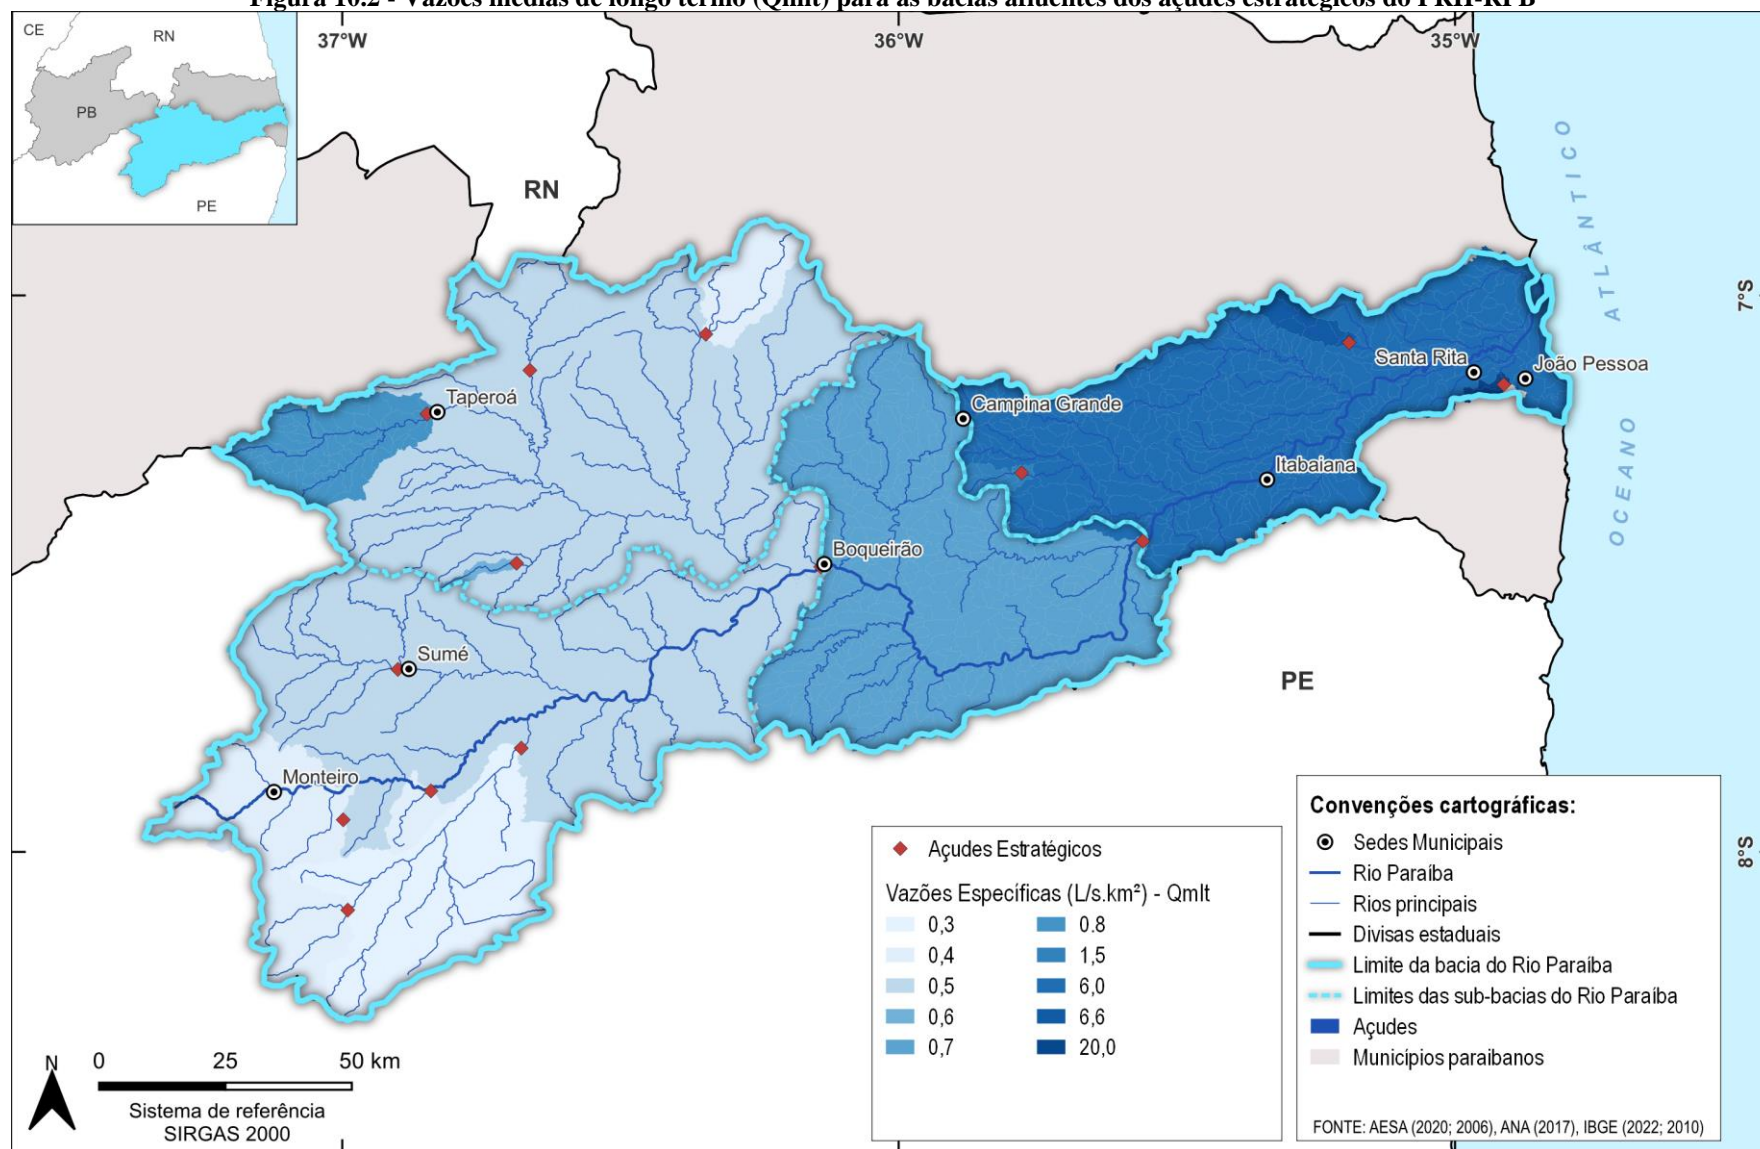 Figura 10.2 - Vazões médias de longo termo (Qmlt) para as bacias afluentes dos açudes estratégicos do PRH-RPB
37°W
36°W
35°W
CE
RN
PB
PE
RN
OCEANO ATLÂNTICO
7°S
Santa Rita
João Pessoa
Taperoá
Campina Grande
Itabaiana
Boqueirão
Sumé
PE
Monteiro
8°S
Açudes Estratégicos
Vazões Específicas (L/s.km²) - Qmlt
0,3
0,4
0,5
0,6
0,7
0.8
1,5
6,0
6,6
20,0
Convenções cartográficas:
Sedes Municipais
Rio Paraíba
Rios principais
Divisas estaduais
Limite da bacia do Rio Paraíba
Limites das sub-bacias do Rio Paraíba
Açudes
Municípios paraibanos
FONTE: AESA (2020; 2006), ANA (2017), IBGE (2022; 2010)
N
0 25 50 km
Sistema de referência
SIRGAS 2000